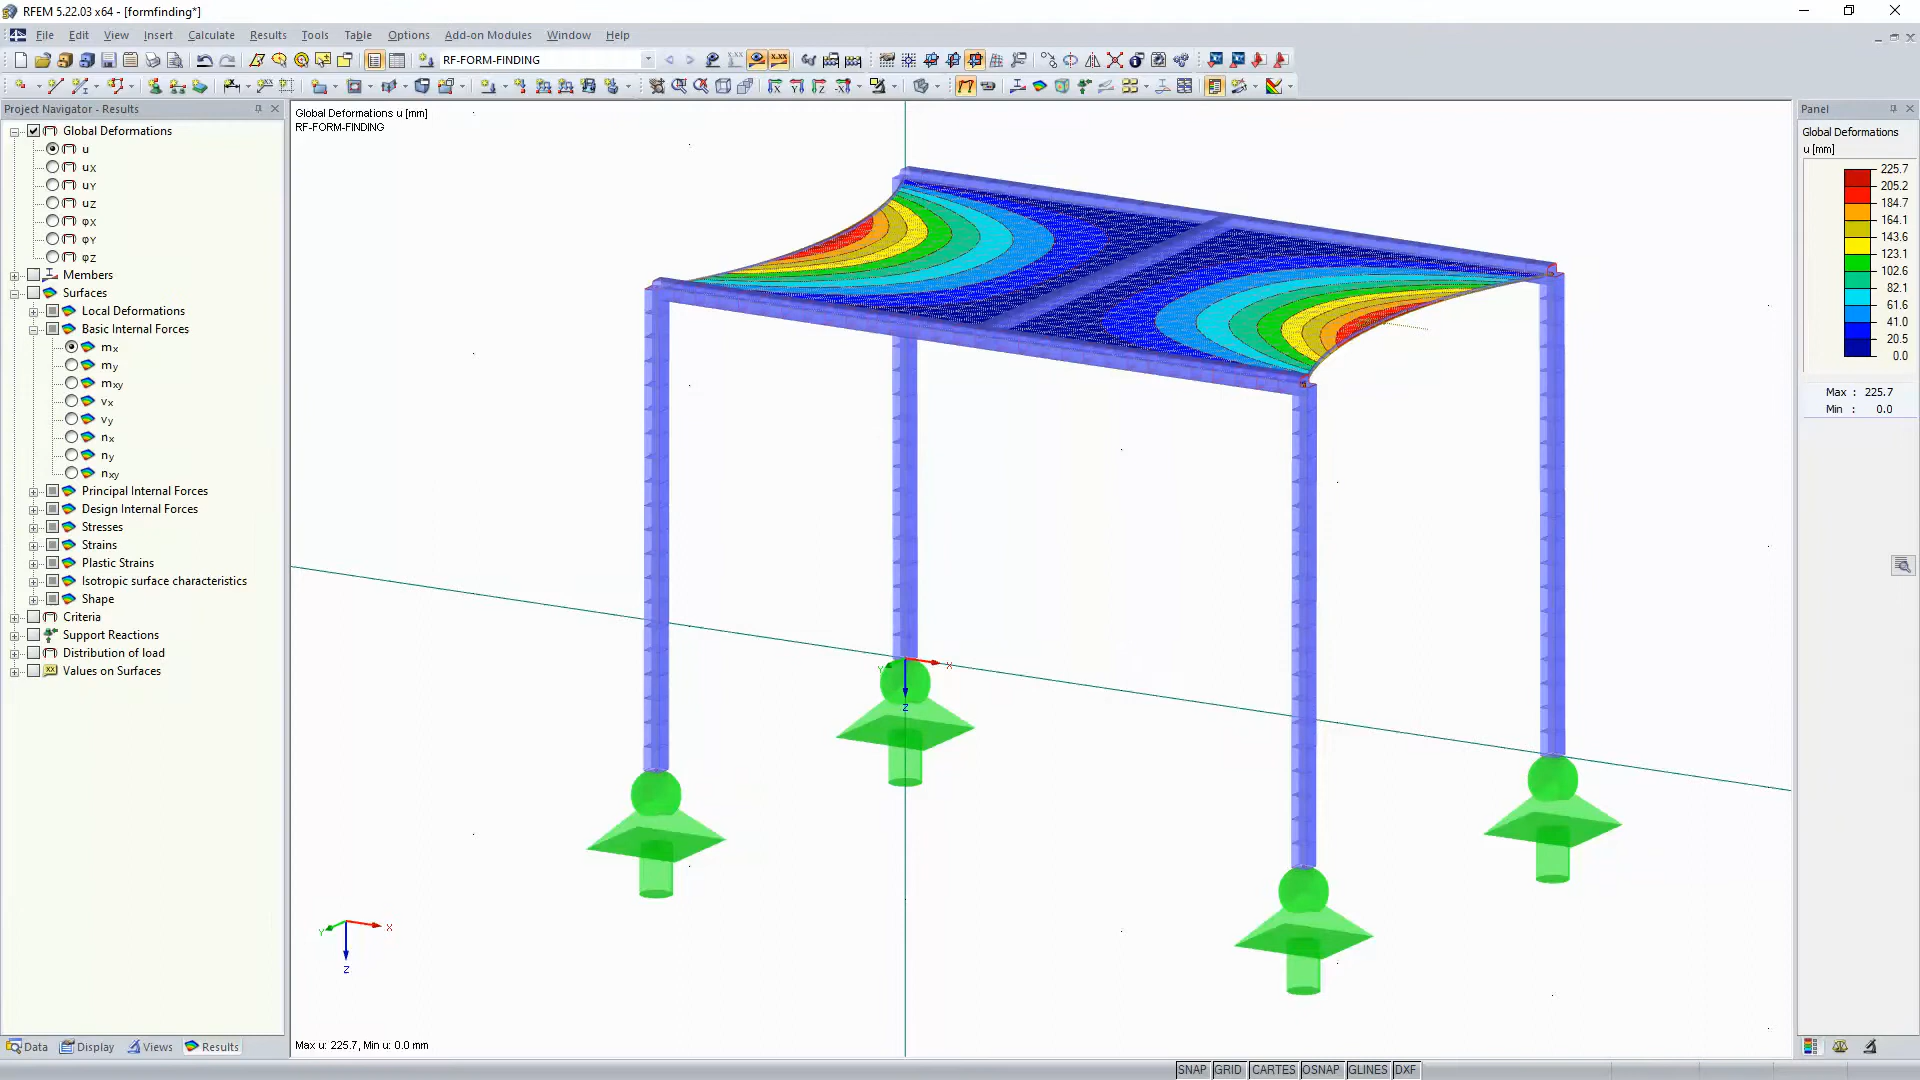 RFEM 5.22.03 x64 - [formfinding*]
File Edit View Insert Calculate Results Tools Table Options Add-on Modules Window Help
RF-FORM-FINDING
Project Navigator - Results
Global Deformations
u
uX
uY
uZ
φX
φY
φZ
Members
Surfaces
Local Deformations
Basic Internal Forces
mx
my
mxy
vx
vy
nx
ny
nxy
Principal Internal Forces
Design Internal Forces
Stresses
Strains
Plastic Strains
Isotropic surface characteristics
Shape
Criteria
Support Reactions
Distribution of load
Values on Surfaces
Data Display Views Results
Global Deformations u [mm]
RF-FORM-FINDING
X
Y
Z
X
Y
Z
Max u: 225.7, Min u: 0.0 mm
Panel
Global Deformations
u [mm]
225.7
205.2
184.7
164.1
143.6
123.1
102.6
82.1
61.6
41.0
20.5
0.0
Max : 225.7
Min : 0.0
SNAP GRID CARTES OSNAP GLINES DXF